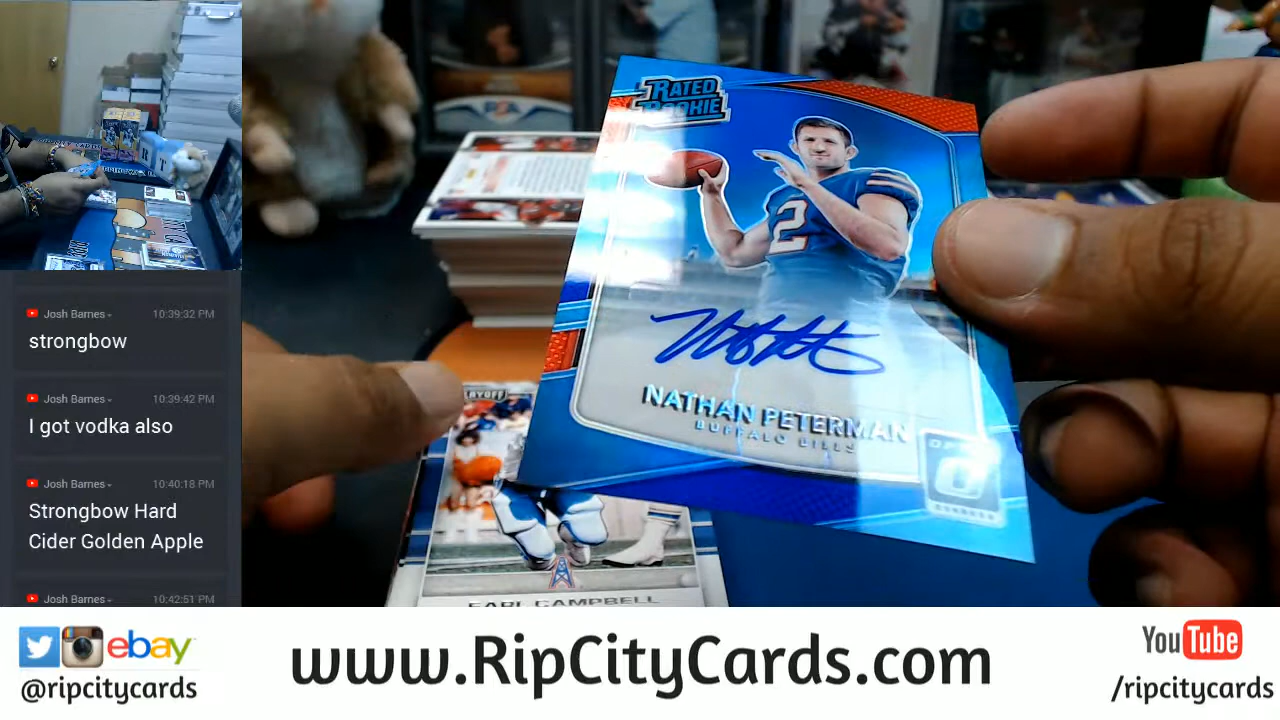 Josh Barnes 10:39:32 PM
strongbow
Josh Barnes 10:39:42 PM
I got vodka also
Josh Barnes 10:40:18 PM
Strongbow Hard
Cider Golden Apple
Josh Barnes 10:42:51 PM
RATED
ROOKIE
2
NATHAN PETERMAN
BUFFALO BILLS
EARL CAMPBELL
ebay
@ripcitycards
www.RipCityCards.com
YouTube
/ripcitycards